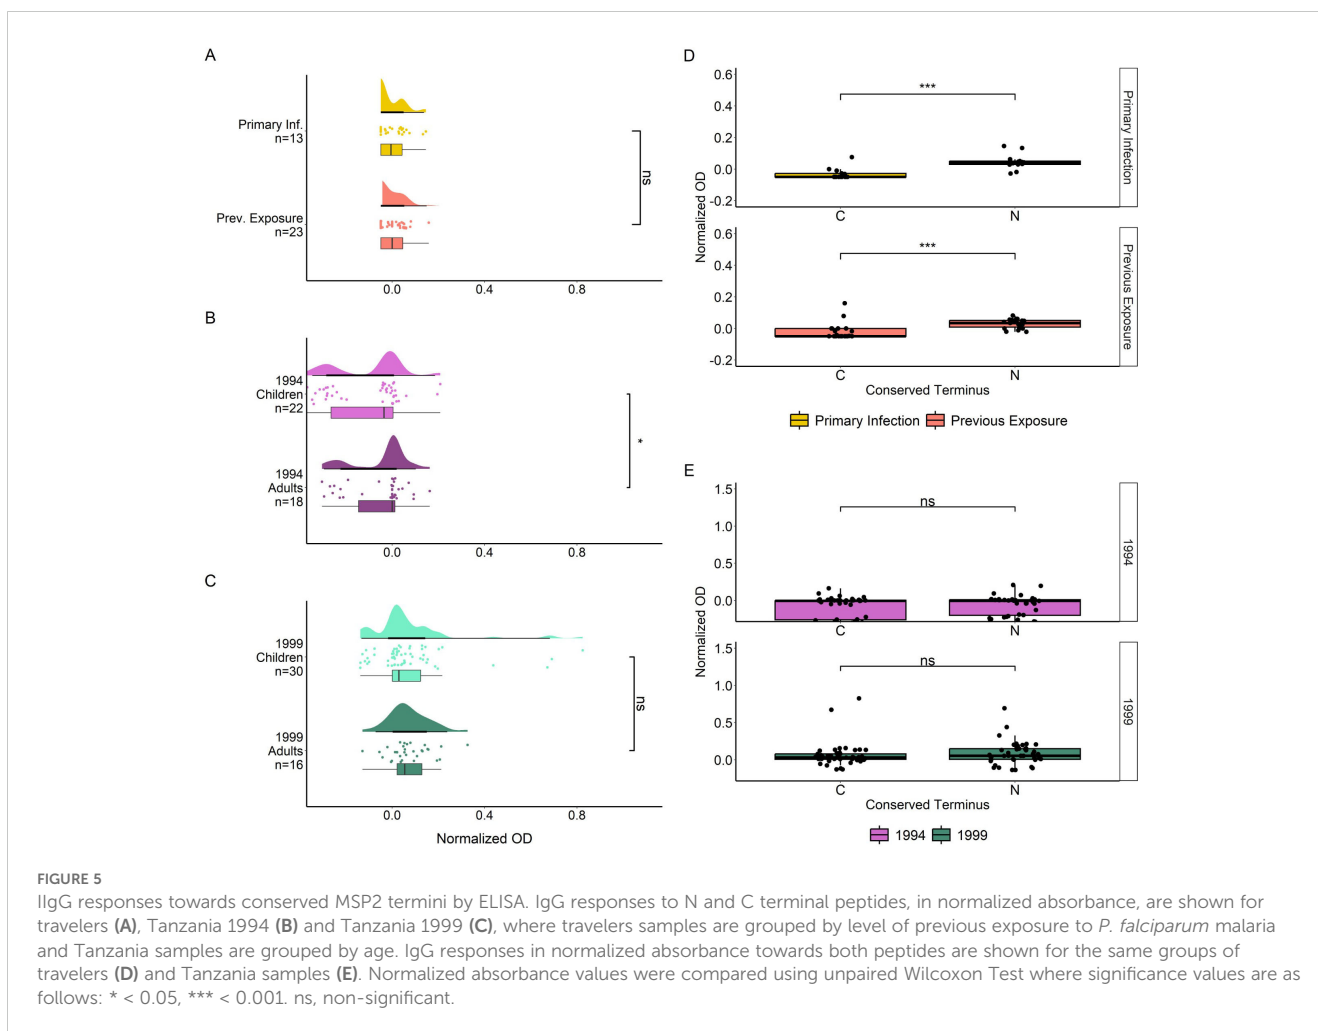 A
Primary Inf.
n=13
Prev. Exposure
n=23
ns
0.0 0.4 0.8
B
1994
Children
n=22
1994
Adults
n=18
*
0.0 0.4 0.8
C
1999
Children
n=30
1999
Adults
n=16
ns
0.0 0.4 0.8
Normalized OD
D
0.6
0.4
0.2
0.0
-0.2
***
C N
Primary Infection
Normalized OD
0.6
0.4
0.2
0.0
-0.2
***
C N
Previous Exposure
Conserved Terminus
Primary Infection Previous Exposure
E
1.5
1.0
0.5
0.0
ns
C N
1994
Normalized OD
1.5
1.0
0.5
0.0
ns
C N
1999
Conserved Terminus
1994 1999
FIGURE 5
IIgG responses towards conserved MSP2 termini by ELISA. IgG responses to N and C terminal peptides, in normalized absorbance, are shown for
travelers (A), Tanzania 1994 (B) and Tanzania 1999 (C), where travelers samples are grouped by level of previous exposure to P. falciparum malaria
and Tanzania samples are grouped by age. IgG responses in normalized absorbance towards both peptides are shown for the same groups of
travelers (D) and Tanzania samples (E). Normalized absorbance values were compared using unpaired Wilcoxon Test where significance values are as
follows: * < 0.05, *** < 0.001. ns, non-significant.